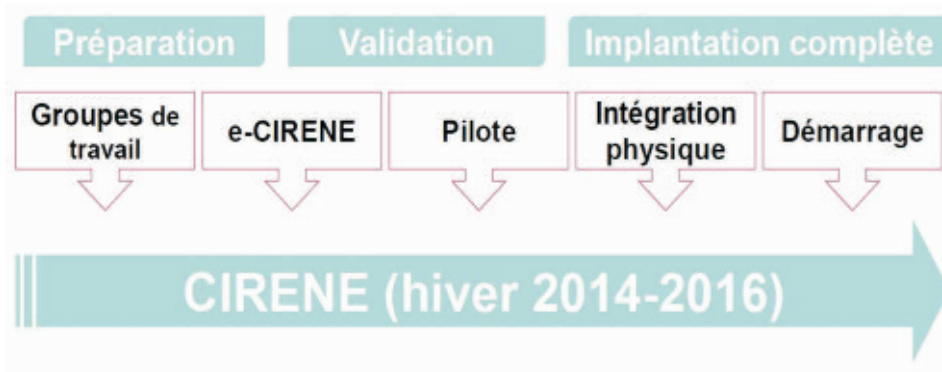 Préparation
Validation
Implantation complète
Groupes de
travail
e-CIRENE
Pilote
Intégration
physique
Démarrage
CIRENE (hiver 2014-2016)